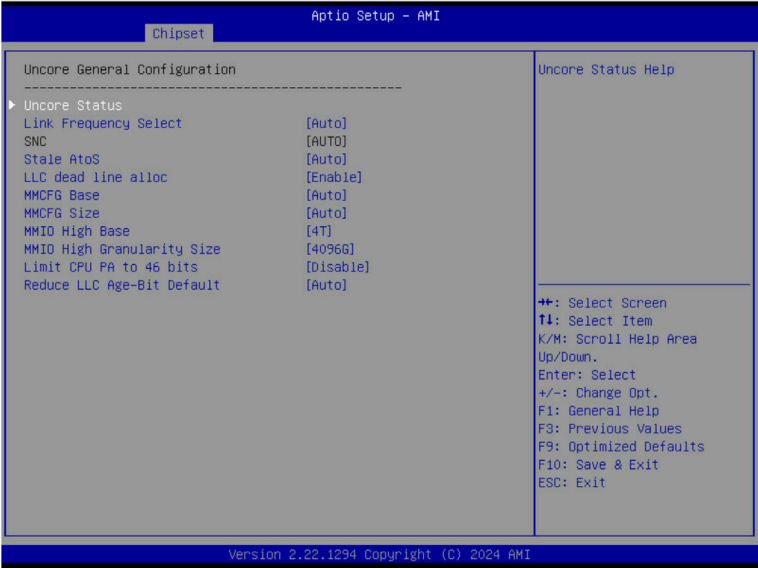 Aptio Setup – AMI
Chipset
Uncore General Configuration
--------------------------------------------------
Uncore Status
Link Frequency Select [Auto]
SNC [AUTO]
Stale AtoS [Auto]
LLC dead line alloc [Enable]
MMCFG Base [Auto]
MMCFG Size [Auto]
MMIO High Base [4T]
MMIO High Granularity Size [4096G]
Limit CPU PA to 46 bits [Disable]
Reduce LLC Age-Bit Default [Auto]
Uncore Status Help
→←: Select Screen
↑↓: Select Item
K/M: Scroll Help Area
Up/Down.
Enter: Select
+/-: Change Opt.
F1: General Help
F3: Previous Values
F9: Optimized Defaults
F10: Save & Exit
ESC: Exit
Version 2.22.1294 Copyright (C) 2024 AMI